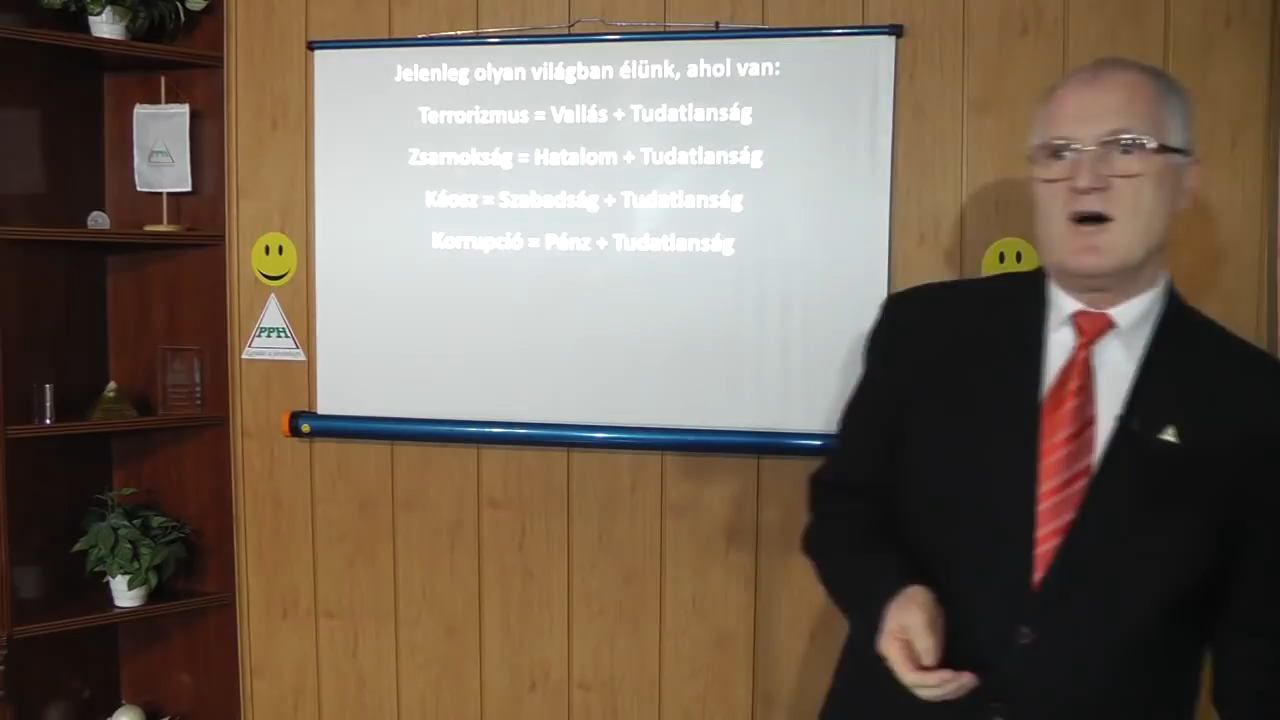 Jelenleg olyan világban élünk, ahol van:
Terrorizmus = Vallás + Tudatlanság
Zsarnokság = Hatalom + Tudatlanság
Káosz = Szabadság + Tudatlanság
Korrupció = Pénz + Tudatlanság
PPH